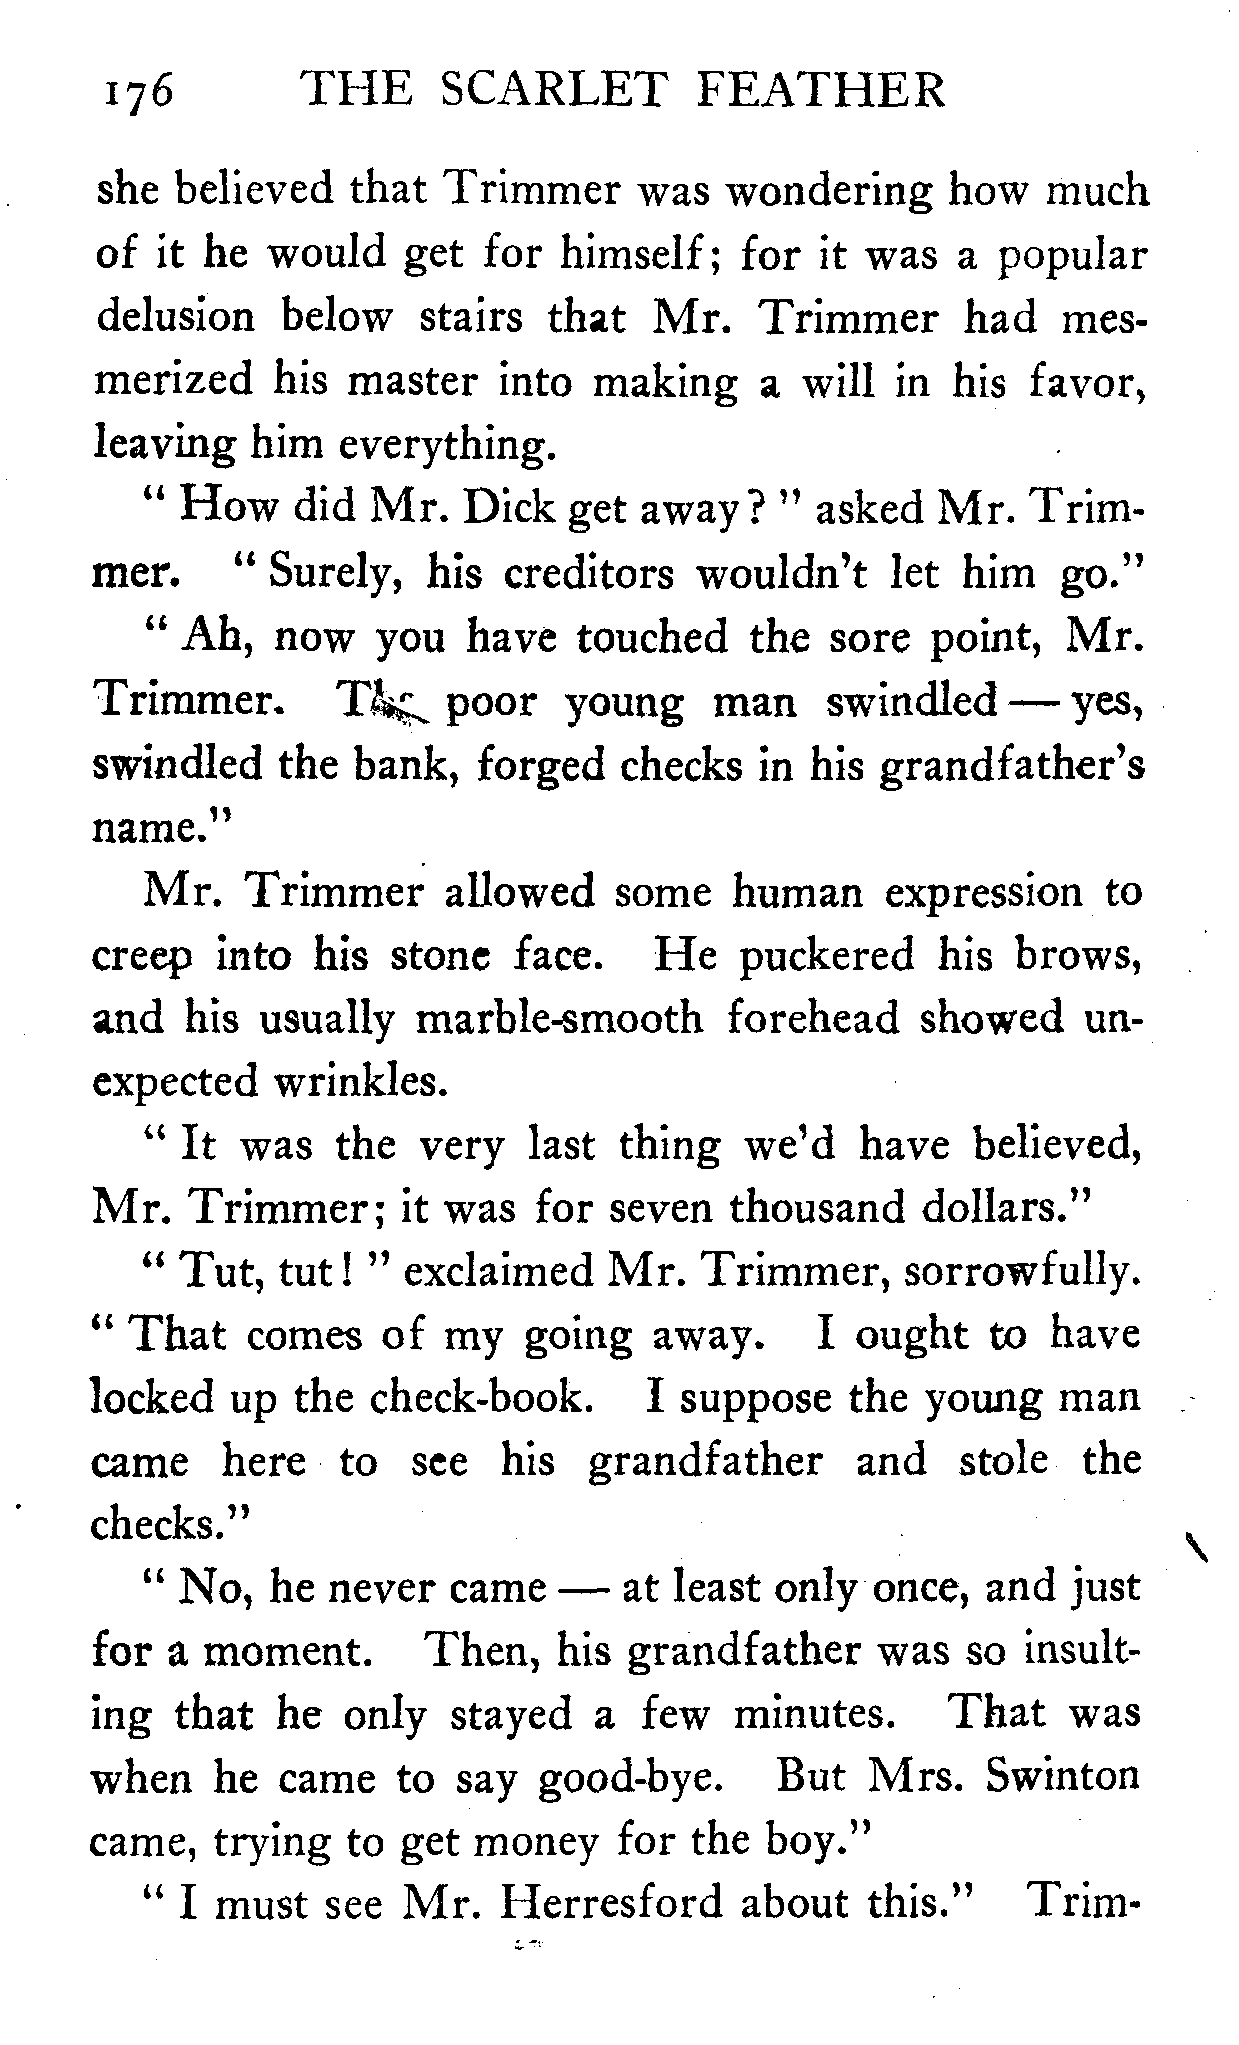 176 THE SCARLET FEATHER
she believed that Trimmer was wondering how much
of it he would get for himself; for it was a popular
delusion below stairs that Mr. Trimmer had mes-
merized his master into making a will in his favor,
leaving him everything.
“ How did Mr. Dick get away? ” asked Mr. Trim-
mer. “ Surely, his creditors wouldn't let him go.”
“ Ah, now you have touched the sore point, Mr.
Trimmer. The poor young man swindled — yes,
swindled the bank, forged checks in his grandfather's
name.”
Mr. Trimmer allowed some human expression to
creep into his stone face. He puckered his brows,
and his usually marble-smooth forehead showed un-
expected wrinkles.
“ It was the very last thing we'd have believed,
Mr. Trimmer; it was for seven thousand dollars.”
“ Tut, tut! ” exclaimed Mr. Trimmer, sorrowfully.
“ That comes of my going away. I ought to have
locked up the check-book. I suppose the young man
came here to see his grandfather and stole the
checks.”
“ No, he never came — at least only once, and just
for a moment. Then, his grandfather was so insult-
ing that he only stayed a few minutes. That was
when he came to say good-bye. But Mrs. Swinton
came, trying to get money for the boy.”
“ I must see Mr. Herresford about this.” Trim-